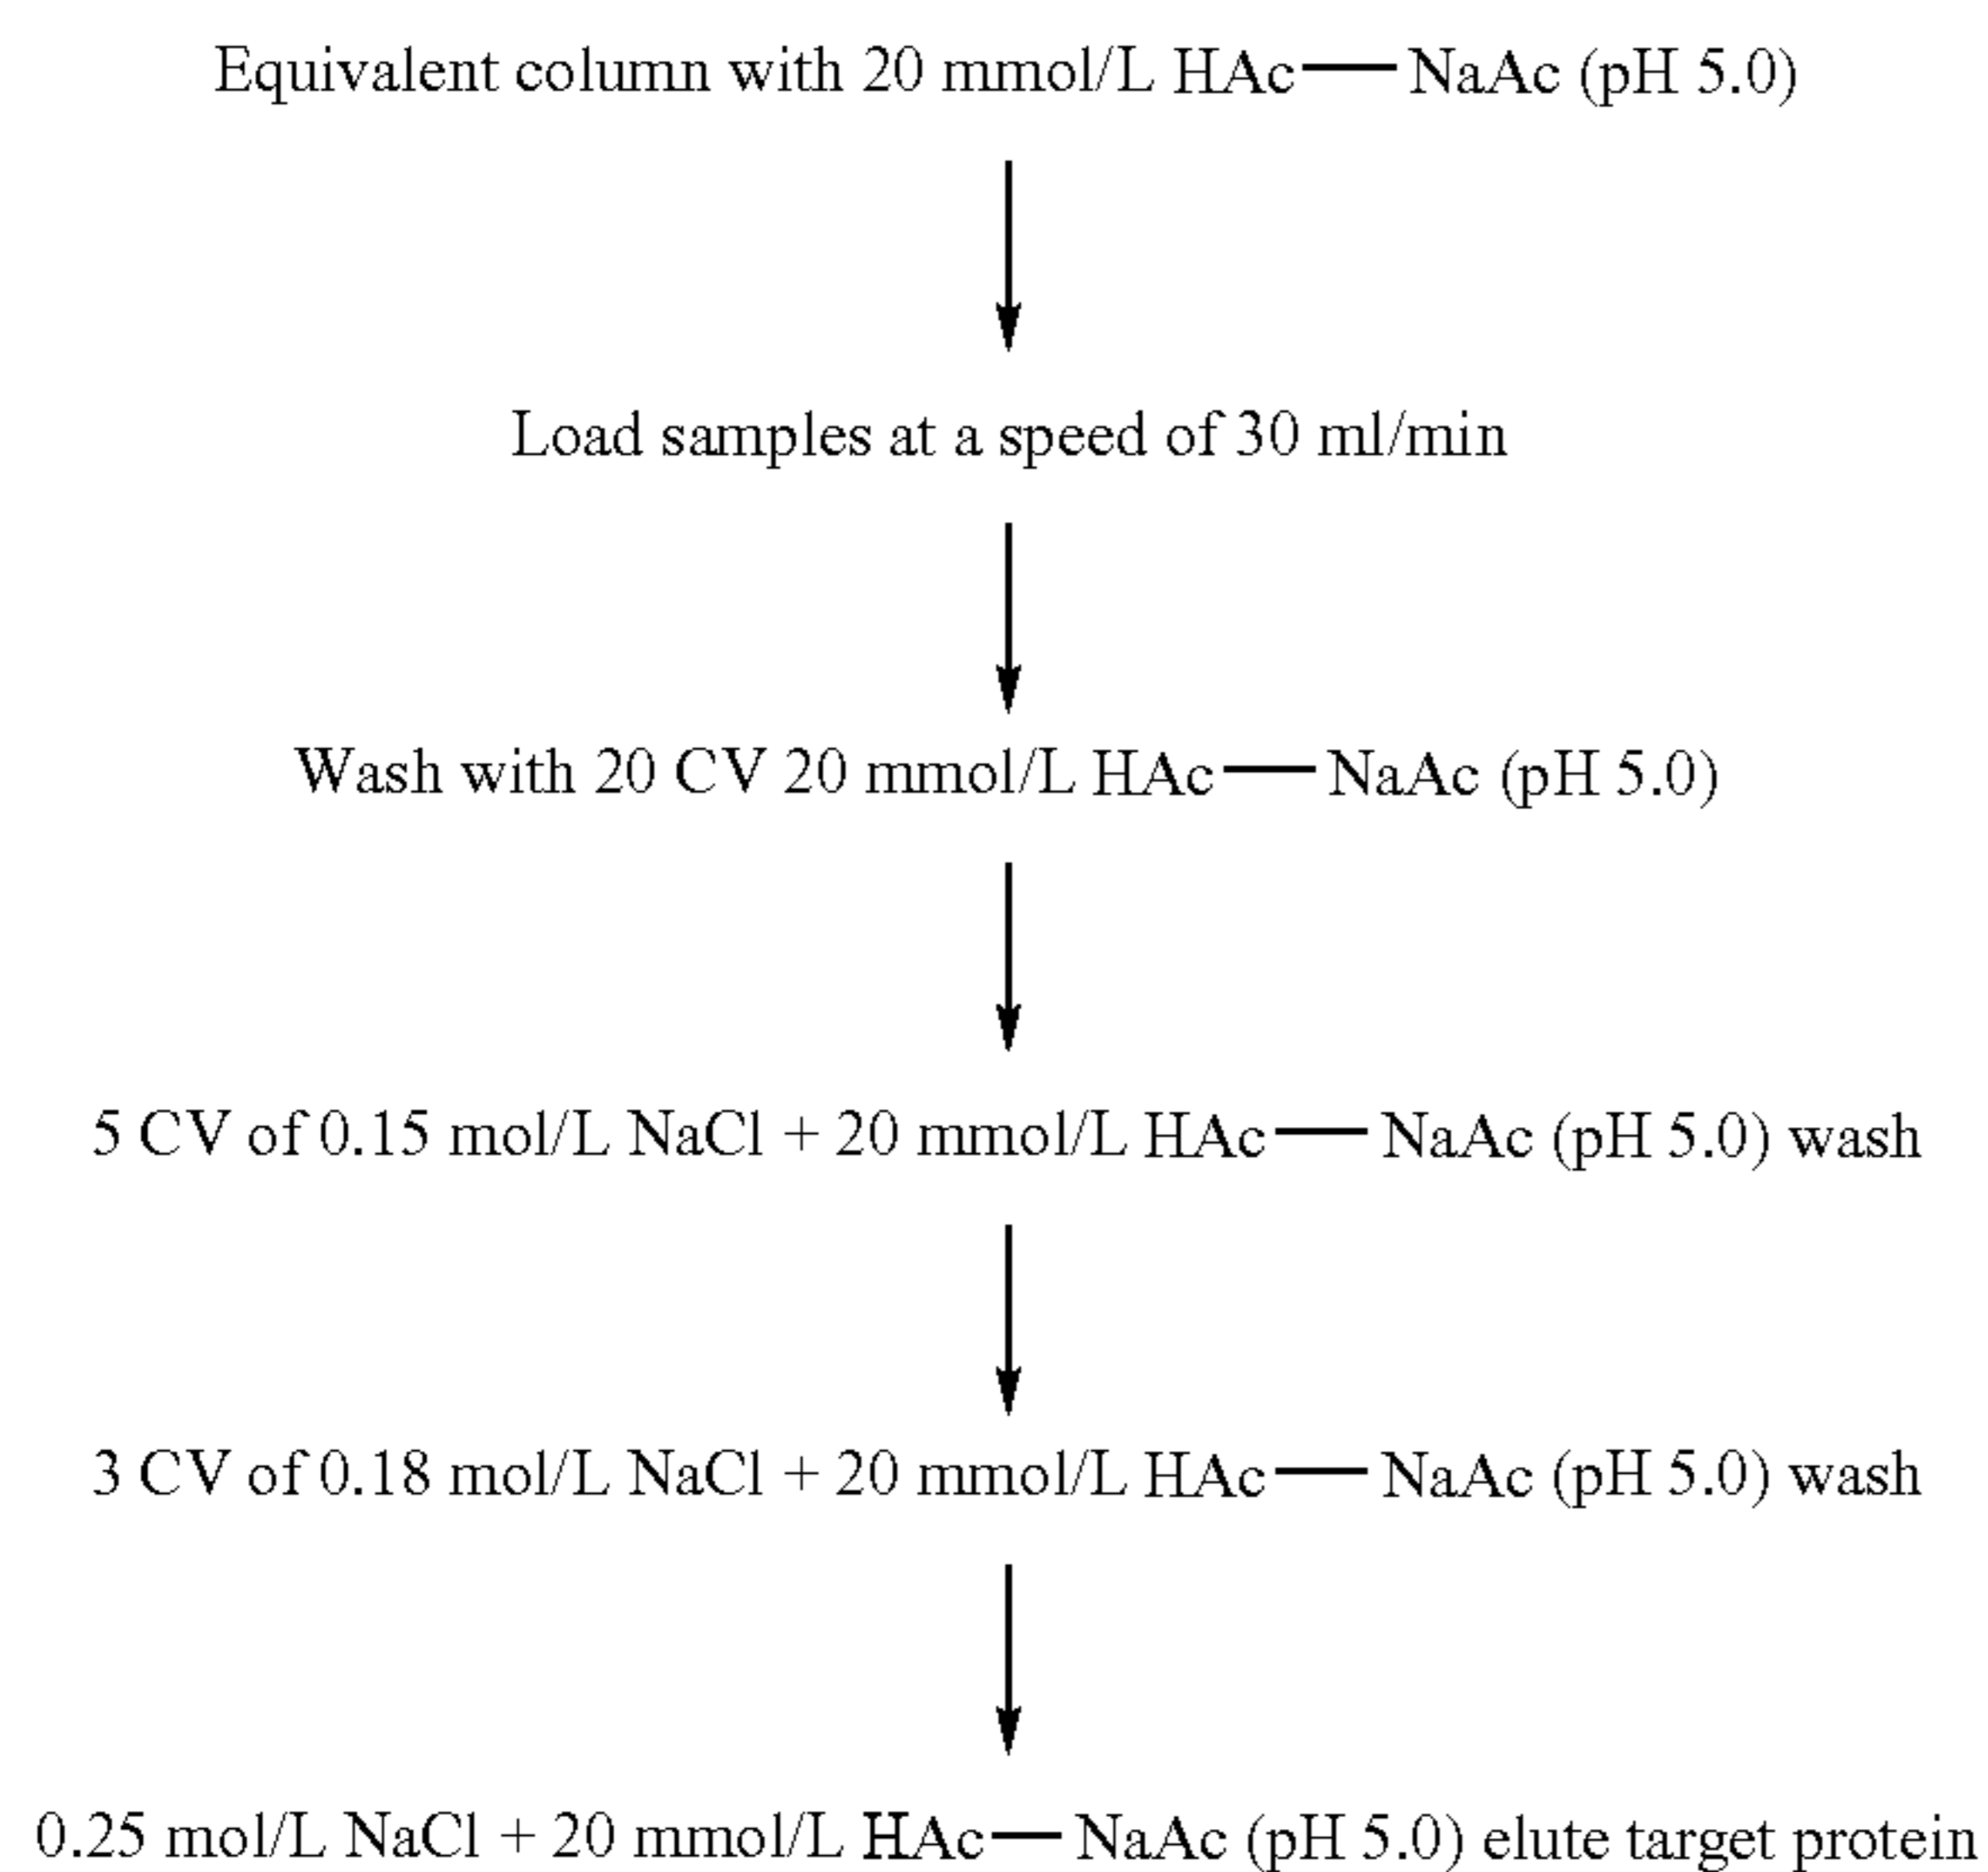 Equivalent column with 20 mmol/L HAc—NaAc (pH 5.0)
Load samples at a speed of 30 ml/min
Wash with 20 CV 20 mmol/L HAc—NaAc (pH 5.0)
5 CV of 0.15 mol/L NaCl + 20 mmol/L HAc—NaAc (pH 5.0) wash
3 CV of 0.18 mol/L NaCl + 20 mmol/L HAc—NaAc (pH 5.0) wash
0.25 mol/L NaCl + 20 mmol/L HAc—NaAc (pH 5.0) elute target protein